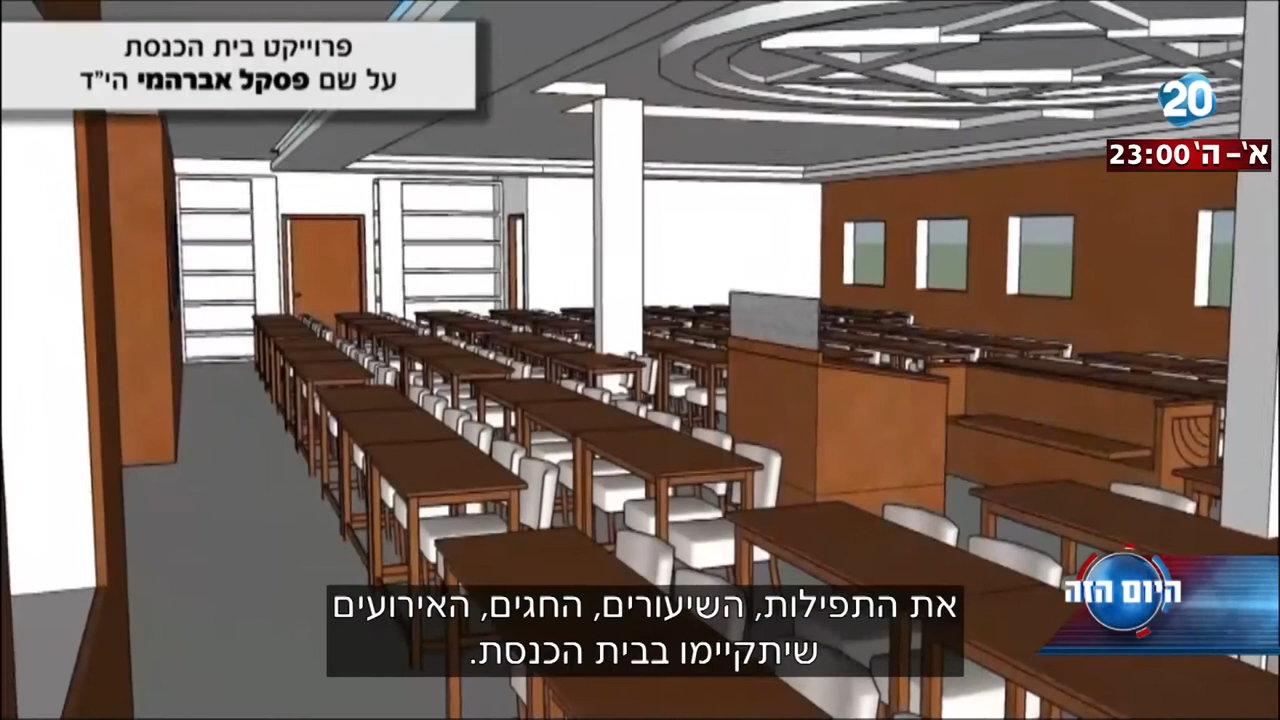 פרוייקט בית הכנסת
על שם פסקל אברהמי הי"ד
20
א'-ה' 23:00
היום הזה
את התפילות, השיעורים, החגים, האירועים
שיתקיימו בבית הכנסת.